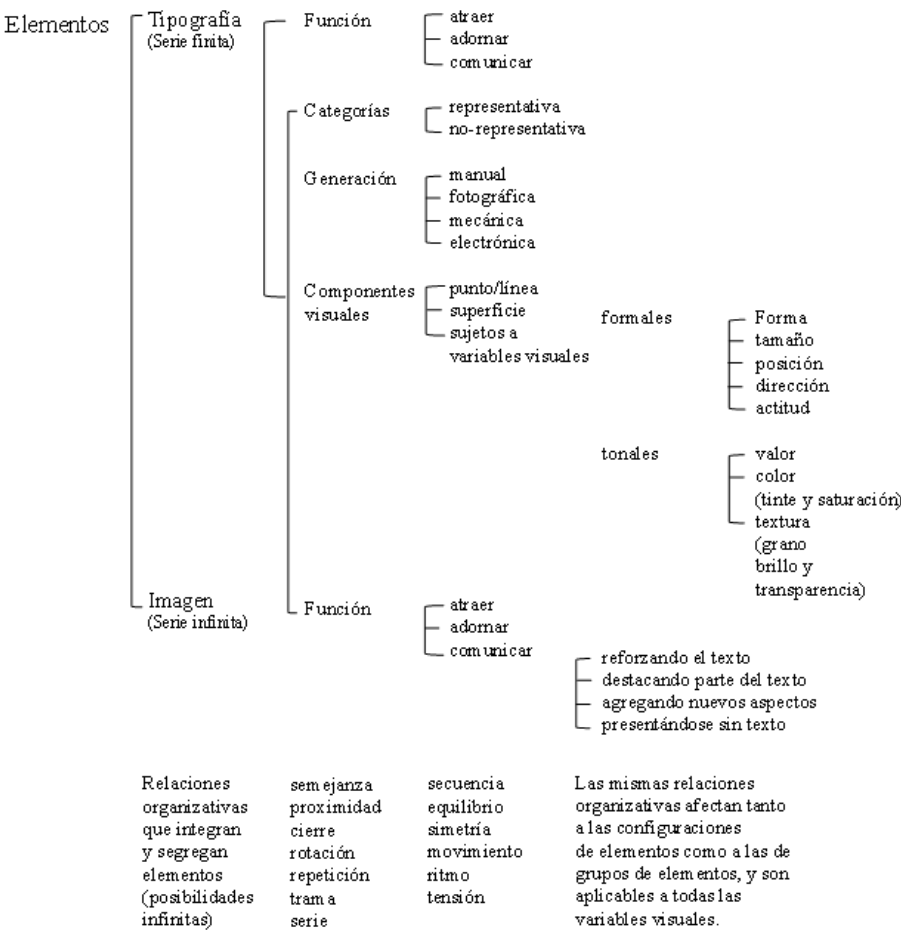 Elementos
Tipografía
(Serie finita)
Función
atraer
adornar
comunicar
Categorías
representativa
no-representativa
Generación
manual
fotográfica
mecánica
electrónica
Componentes
visuales
punto/línea
superficie
sujetos a
variables visuales
formales
Forma
tamaño
posición
dirección
actitud
tonales
valor
color
(tinte y saturación)
textura
(grano
brillo y
transparencia)
Imagen
(Serie infinita)
Función
atraer
adornar
comunicar
reforzando el texto
destacando parte del texto
agregando nuevos aspectos
presentándose sin texto
Relaciones
organizativas
que integran
y segregan
elementos
(posibilidades
infinitas)
semejanza
proximidad
cierre
rotación
repetición
trama
serie
secuencia
equilibrio
simetría
movimiento
ritmo
tensión
Las mismas relaciones
organizativas afectan tanto
a las configuraciones
de elementos como a las de
grupos de elementos, y son
aplicables a todas las
variables visuales.